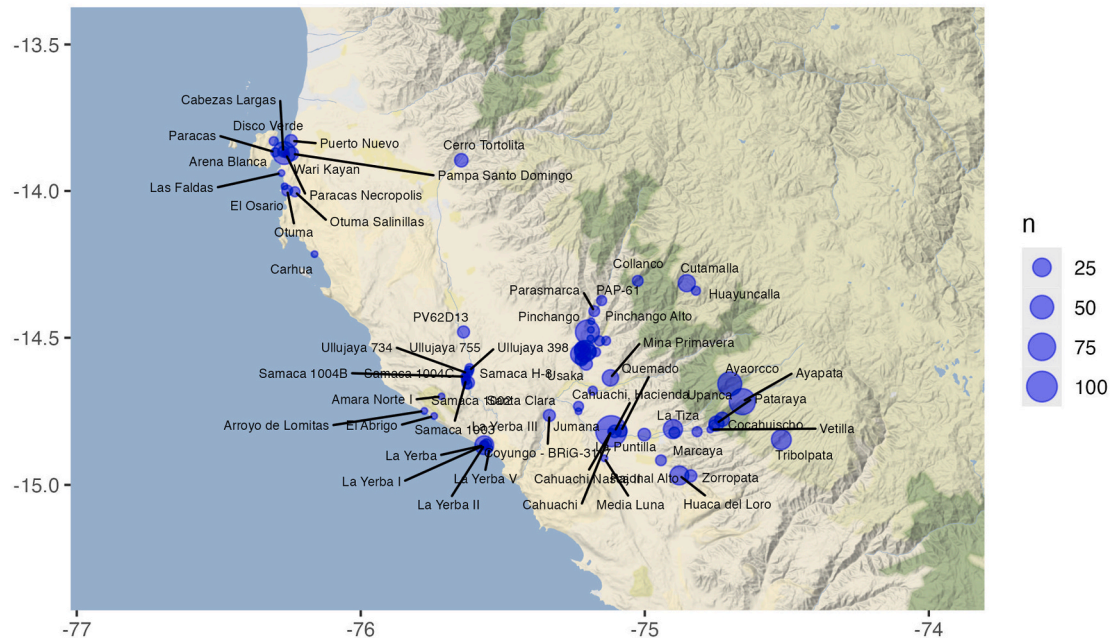 -13.5
Cabezas Largas
Disco Verde
Paracas
Puerto Nuevo
Cerro Tortolita
Arena Blanca
Wari Kayan
Pampa Santo Domingo
-14.0
Las Faldas
Paracas Necropolis
El Osario
Otuma Salinillas
Otuma
Carhua
Collanco
Cutamalla
Parasmarca
PAP-61
Huayuncalla
PV62D13
Pinchango
Pinchango Alto
-14.5
Ullujaya 734
Ullujaya 755
Ullujaya 398
Mina Primavera
Samaca 1004B
Samaca 1004C
Samaca H-8
Usaka
Quemado
Ayaorcco
Ayapata
Amara Norte I
Samaca 1002
Santa Clara
Cahuachi, Hacienda
Upanca
Pataraya
Arroyo de Lomitas
El Abrigo
Samaca 1003
La Yerba III
Jumana
La Tiza
Cocahuischo
Vetilla
La Yerba
Coyungo - BRiG-3117
La Puntilla
Marcaya
Tribolpata
-15.0
La Yerba I
La Yerba V
Cahuachi Nasca II
Pajonal Alto
Zorropata
La Yerba II
Cahuachi
Media Luna
Huaca del Loro
-77
-76
-75
-74
n
25
50
75
100